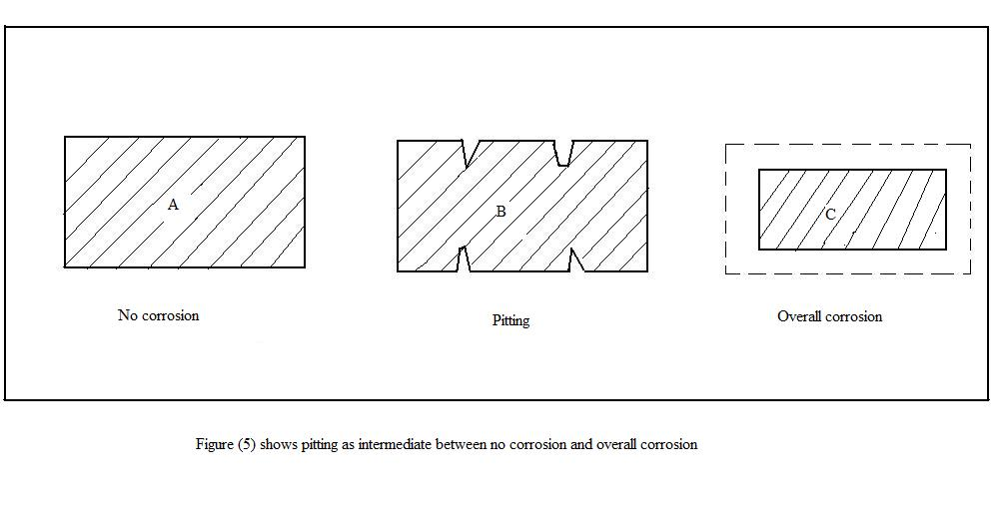 A
B
C
No corrosion
Pitting
Overall corrosion
Figure (5) shows pitting as intermediate between no corrosion and overall corrosion